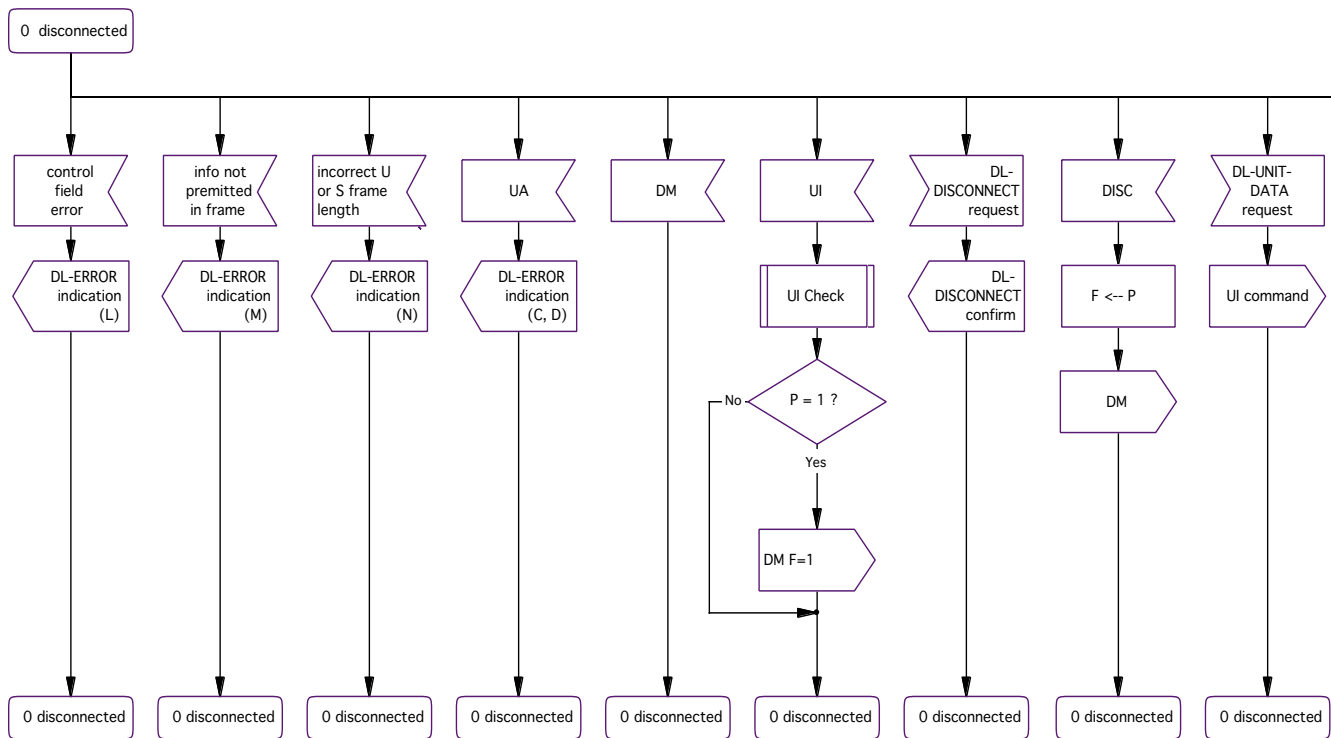 0 disconnected
control
field
error
info not
premitted
in frame
incorrect U
or S frame
length
UA
DM
UI
DL-
DISCONNECT
request
DISC
DL-UNIT-
DATA
request
DL-ERROR
indication
(L)
DL-ERROR
indication
(M)
DL-ERROR
indication
(N)
DL-ERROR
indication
(C, D)
UI Check
DL-
DISCONNECT
confirm
F <-- P
UI command
No
P = 1 ?
DM
Yes
DM F=1
0 disconnected
0 disconnected
0 disconnected
0 disconnected
0 disconnected
0 disconnected
0 disconnected
0 disconnected
0 disconnected